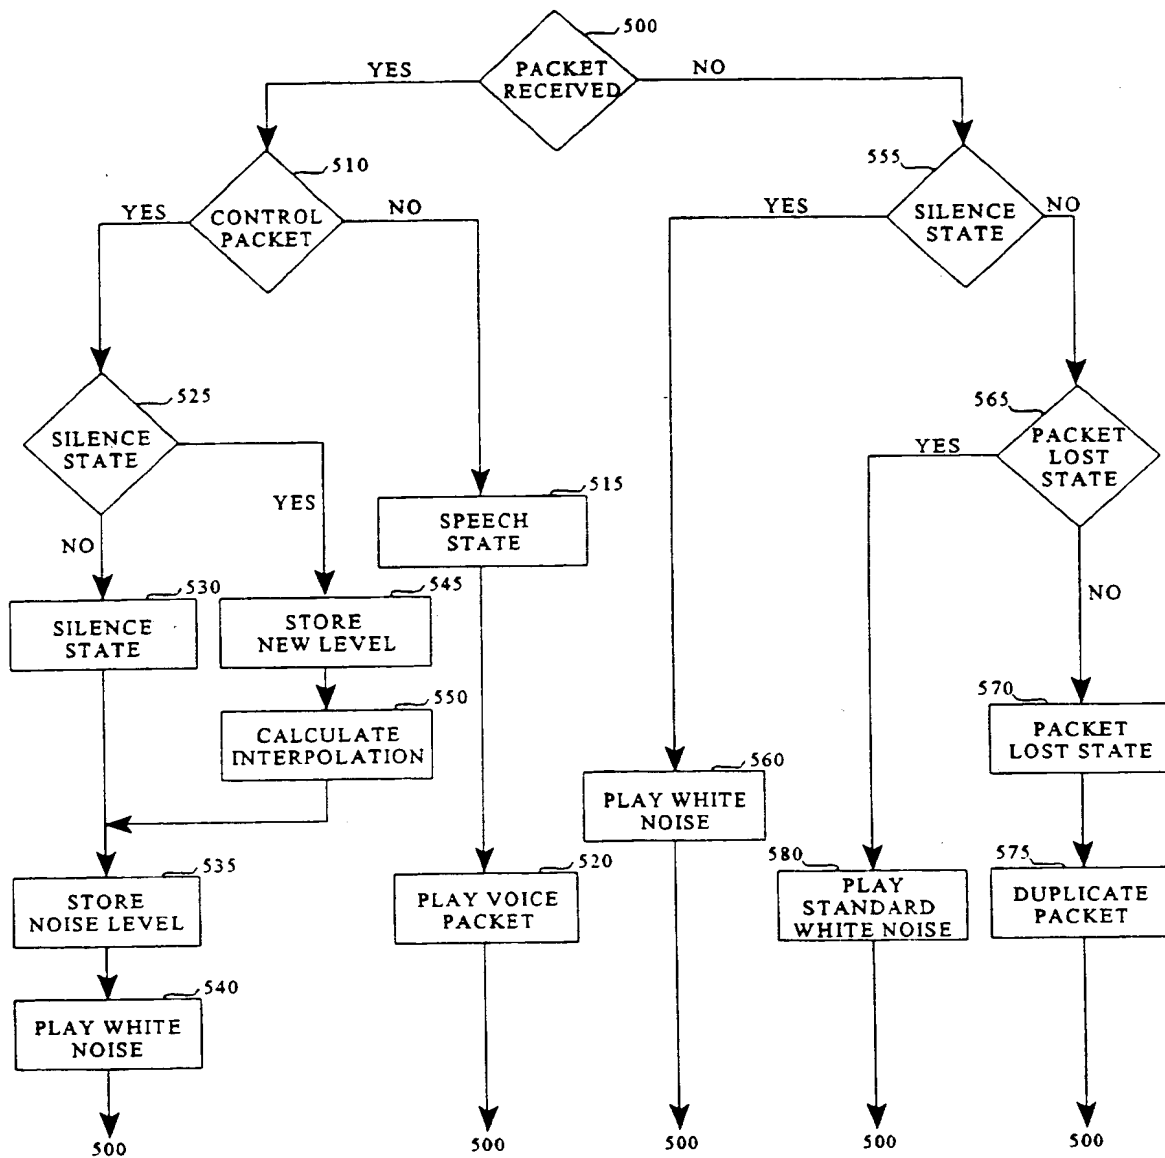 500
PACKET
RECEIVED
YES
NO
510
CONTROL
PACKET
YES
NO
555
SILENCE
STATE
YES
NO
525
SILENCE
STATE
YES
NO
565
PACKET
LOST
STATE
YES
NO
515
SPEECH
STATE
530
SILENCE
STATE
545
STORE
NEW LEVEL
550
CALCULATE
INTERPOLATION
570
PACKET
LOST STATE
560
PLAY WHITE
NOISE
535
STORE
NOISE LEVEL
520
PLAY VOICE
PACKET
580
PLAY
STANDARD
WHITE NOISE
575
DUPLICATE
PACKET
540
PLAY WHITE
NOISE
500
500
500
500
500